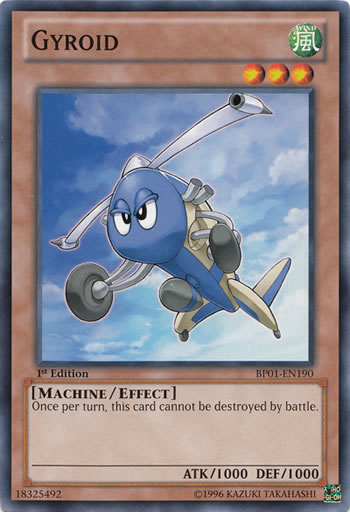 GYROID
WIND
風
1st Edition
BP01-EN190
[MACHINE/EFFECT]
Once per turn, this card cannot be destroyed by battle.
ATK/1000 DEF/1000
18325492
©1996 KAZUKI TAKAHASHI